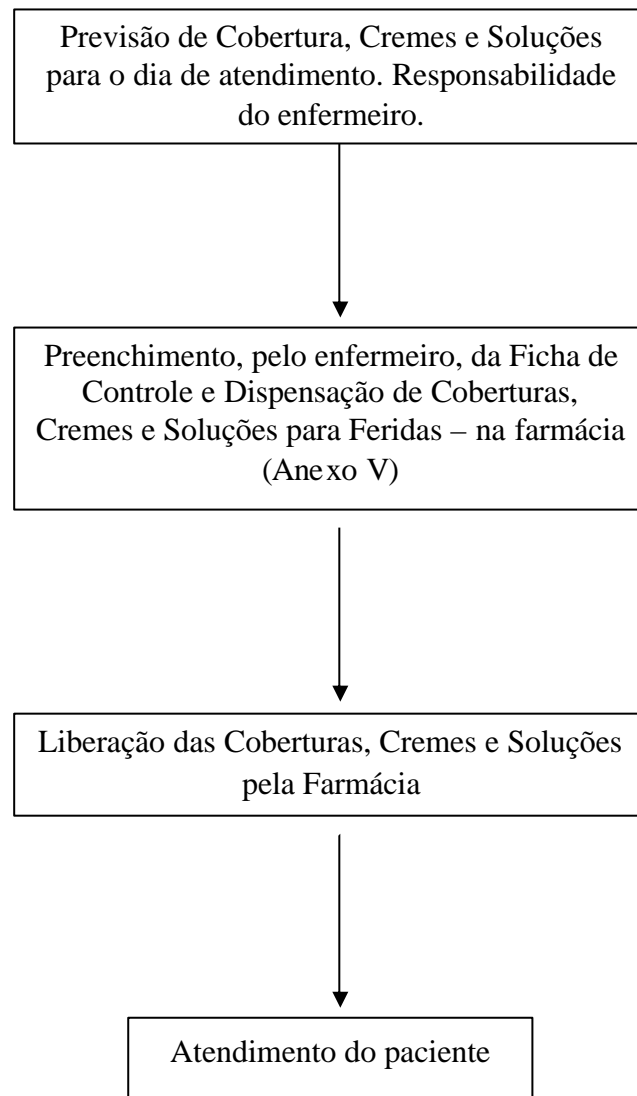 Previsão de Cobertura, Cremes e Soluções
para o dia de atendimento. Responsabilidade
do enfermeiro.
Preenchimento, pelo enfermeiro, da Ficha de
Controle e Dispensação de Coberturas,
Cremes e Soluções para Feridas – na farmácia
(Anexo V)
Liberação das Coberturas, Cremes e Soluções
pela Farmácia
Atendimento do paciente